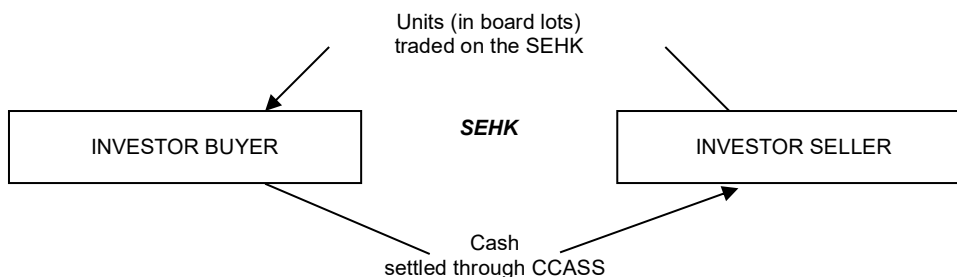 Units (in board lots)
traded on the SEHK
INVESTOR BUYER
SEHK
INVESTOR SELLER
Cash
settled through CCASS